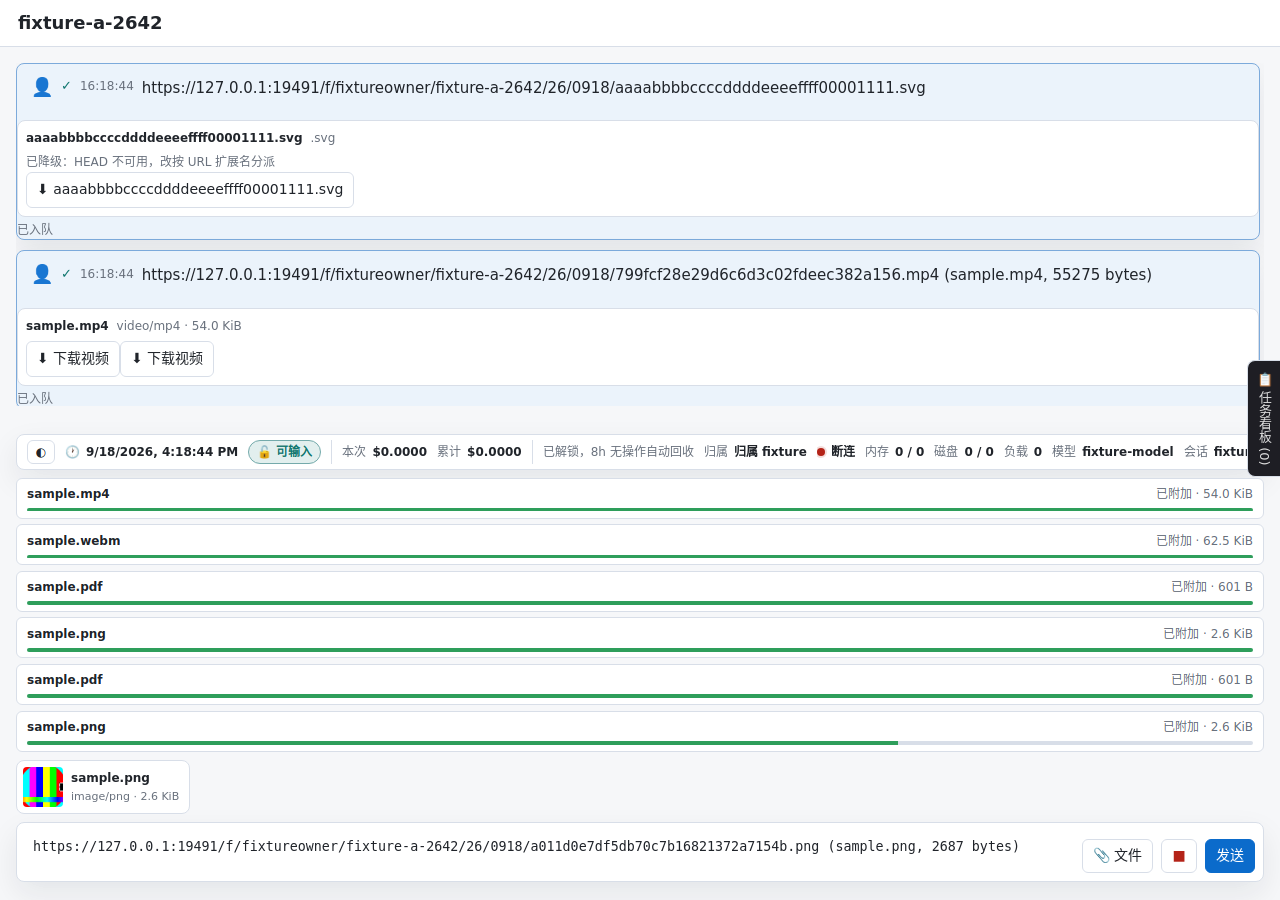 fixture-a-2642
✓ 16:18:44 https://127.0.0.1:19491/f/fixtureowner/fixture-a-2642/26/0918/aaaabbbbccccddddeeeeffff00001111.svg
aaaabbbbccccddddeeeeffff00001111.svg .svg
已降级：HEAD 不可用，改按 URL 扩展名分派
⬇ aaaabbbbccccddddeeeeffff00001111.svg
已入队
✓ 16:18:44 https://127.0.0.1:19491/f/fixtureowner/fixture-a-2642/26/0918/799fcf28e29d6c6d3c02fdeec382a156.mp4 (sample.mp4, 55275 bytes)
sample.mp4 video/mp4 · 54.0 KiB
⬇ 下载视频 ⬇ 下载视频
已入队
任务看板 (0)
9/18/2026, 4:18:44 PM 可输入 本次 $0.0000 累计 $0.0000 已解锁，8h 无操作自动回收 归属 归属 fixture 断连 内存 0 / 0 磁盘 0 / 0 负载 0 模型 fixture-model 会话
sample.mp4 已附加 · 54.0 KiB
sample.webm 已附加 · 62.5 KiB
sample.pdf 已附加 · 601 B
sample.png 已附加 · 2.6 KiB
sample.pdf 已附加 · 601 B
sample.png 已附加 · 2.6 KiB
sample.png
image/png · 2.6 KiB
https://127.0.0.1:19491/f/fixtureowner/fixture-a-2642/26/0918/a011d0e7df5db70c7b16821372a7154b.png (sample.png, 2687 bytes)
文件 发送